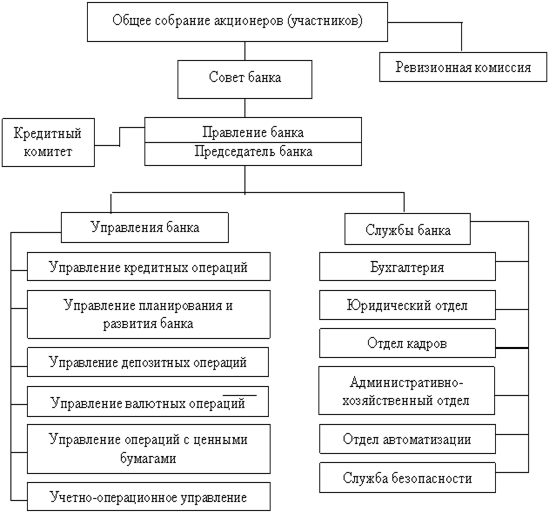 Общее собрание акционеров (участников)
Ревизионная комиссия
Совет банка
Кредитный
комитет
Правление банка
Председатель банка
Управления банка
Управление кредитных операций
Управление планирования и
развития банка
Управление депозитных операций
Управление валютных операций
Управление операций с ценными
бумагами
Учетно-операционное управление
Службы банка
Бухгалтерия
Юридический отдел
Отдел кадров
Административно-
хозяйственный отдел
Отдел автоматизации
Служба безопасности